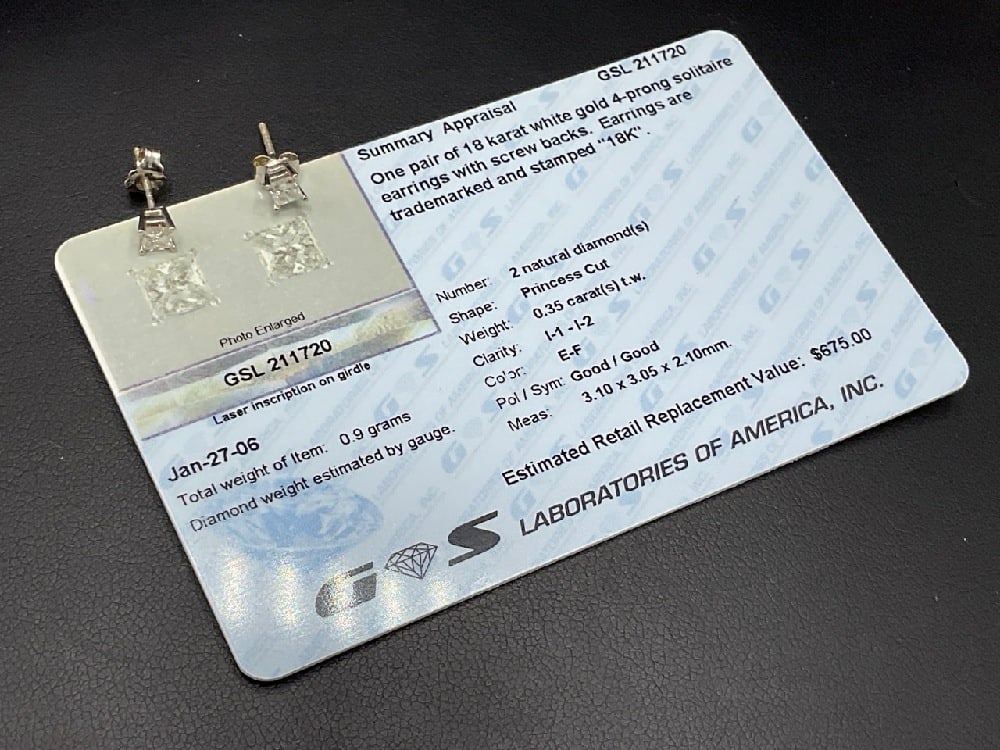 GSL 211720
Summary Appraisal
One pair of 18 karat white gold 4-prong solitaire
earrings with screw backs. Earrings are
trademarked and stamped "18K".
Number: 2 natural diamond(s)
Shape: Princess Cut
Weight: 0.35 carat(s) t.w.
Clarity: I-1 - I-2
Color: E-F
Pol / Sym: Good / Good
Meas: 3.10 x 3.05 x 2.10mm.
Estimated Retail Replacement Value: $675.00
Photo Enlarged
GSL 211720
Laser inscription on girdle
Jan-27-06
Total weight of Item: 0.9 grams
Diamond weight estimated by gauge.
G S LABORATORIES OF AMERICA, INC.